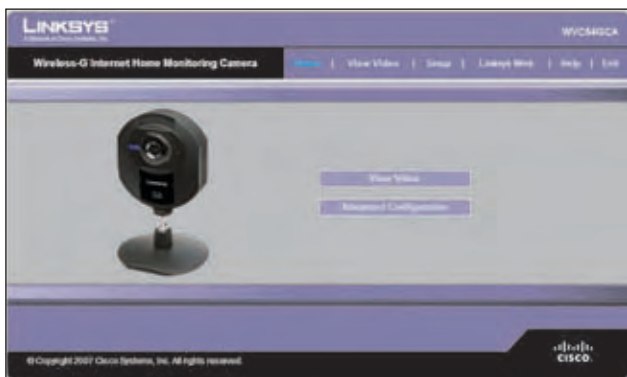 LINKSYS
A Division of Cisco Systems, Inc.
WVC54GCA
Wireless-G Internet Home Monitoring Camera
Home | View Video | Setup | Linksys Web | Help | Exit
View Video
Advanced Configuration
© Copyright 2007 Cisco Systems, Inc. All rights reserved.
CISCO